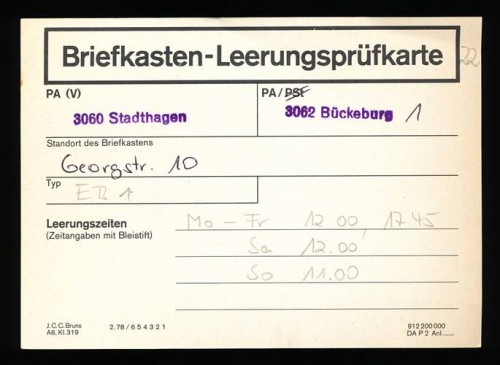 Briefkasten-Leerungsprüfkarte 22
PA (V) PA/PSt
3060 Stadthagen 3062 Bückeburg 1
Standort des Briefkastens
Georgstr. 10
Typ
EB 1
Leerungszeiten Mo - Fr 12 00, 17.45
(Zeitangaben mit Bleistift)
Sa 12.00
So 11.00
J.C.C.Bruns 2.78/654321 912 200 000
A6, Kl.319 DA P 2 Anl.......